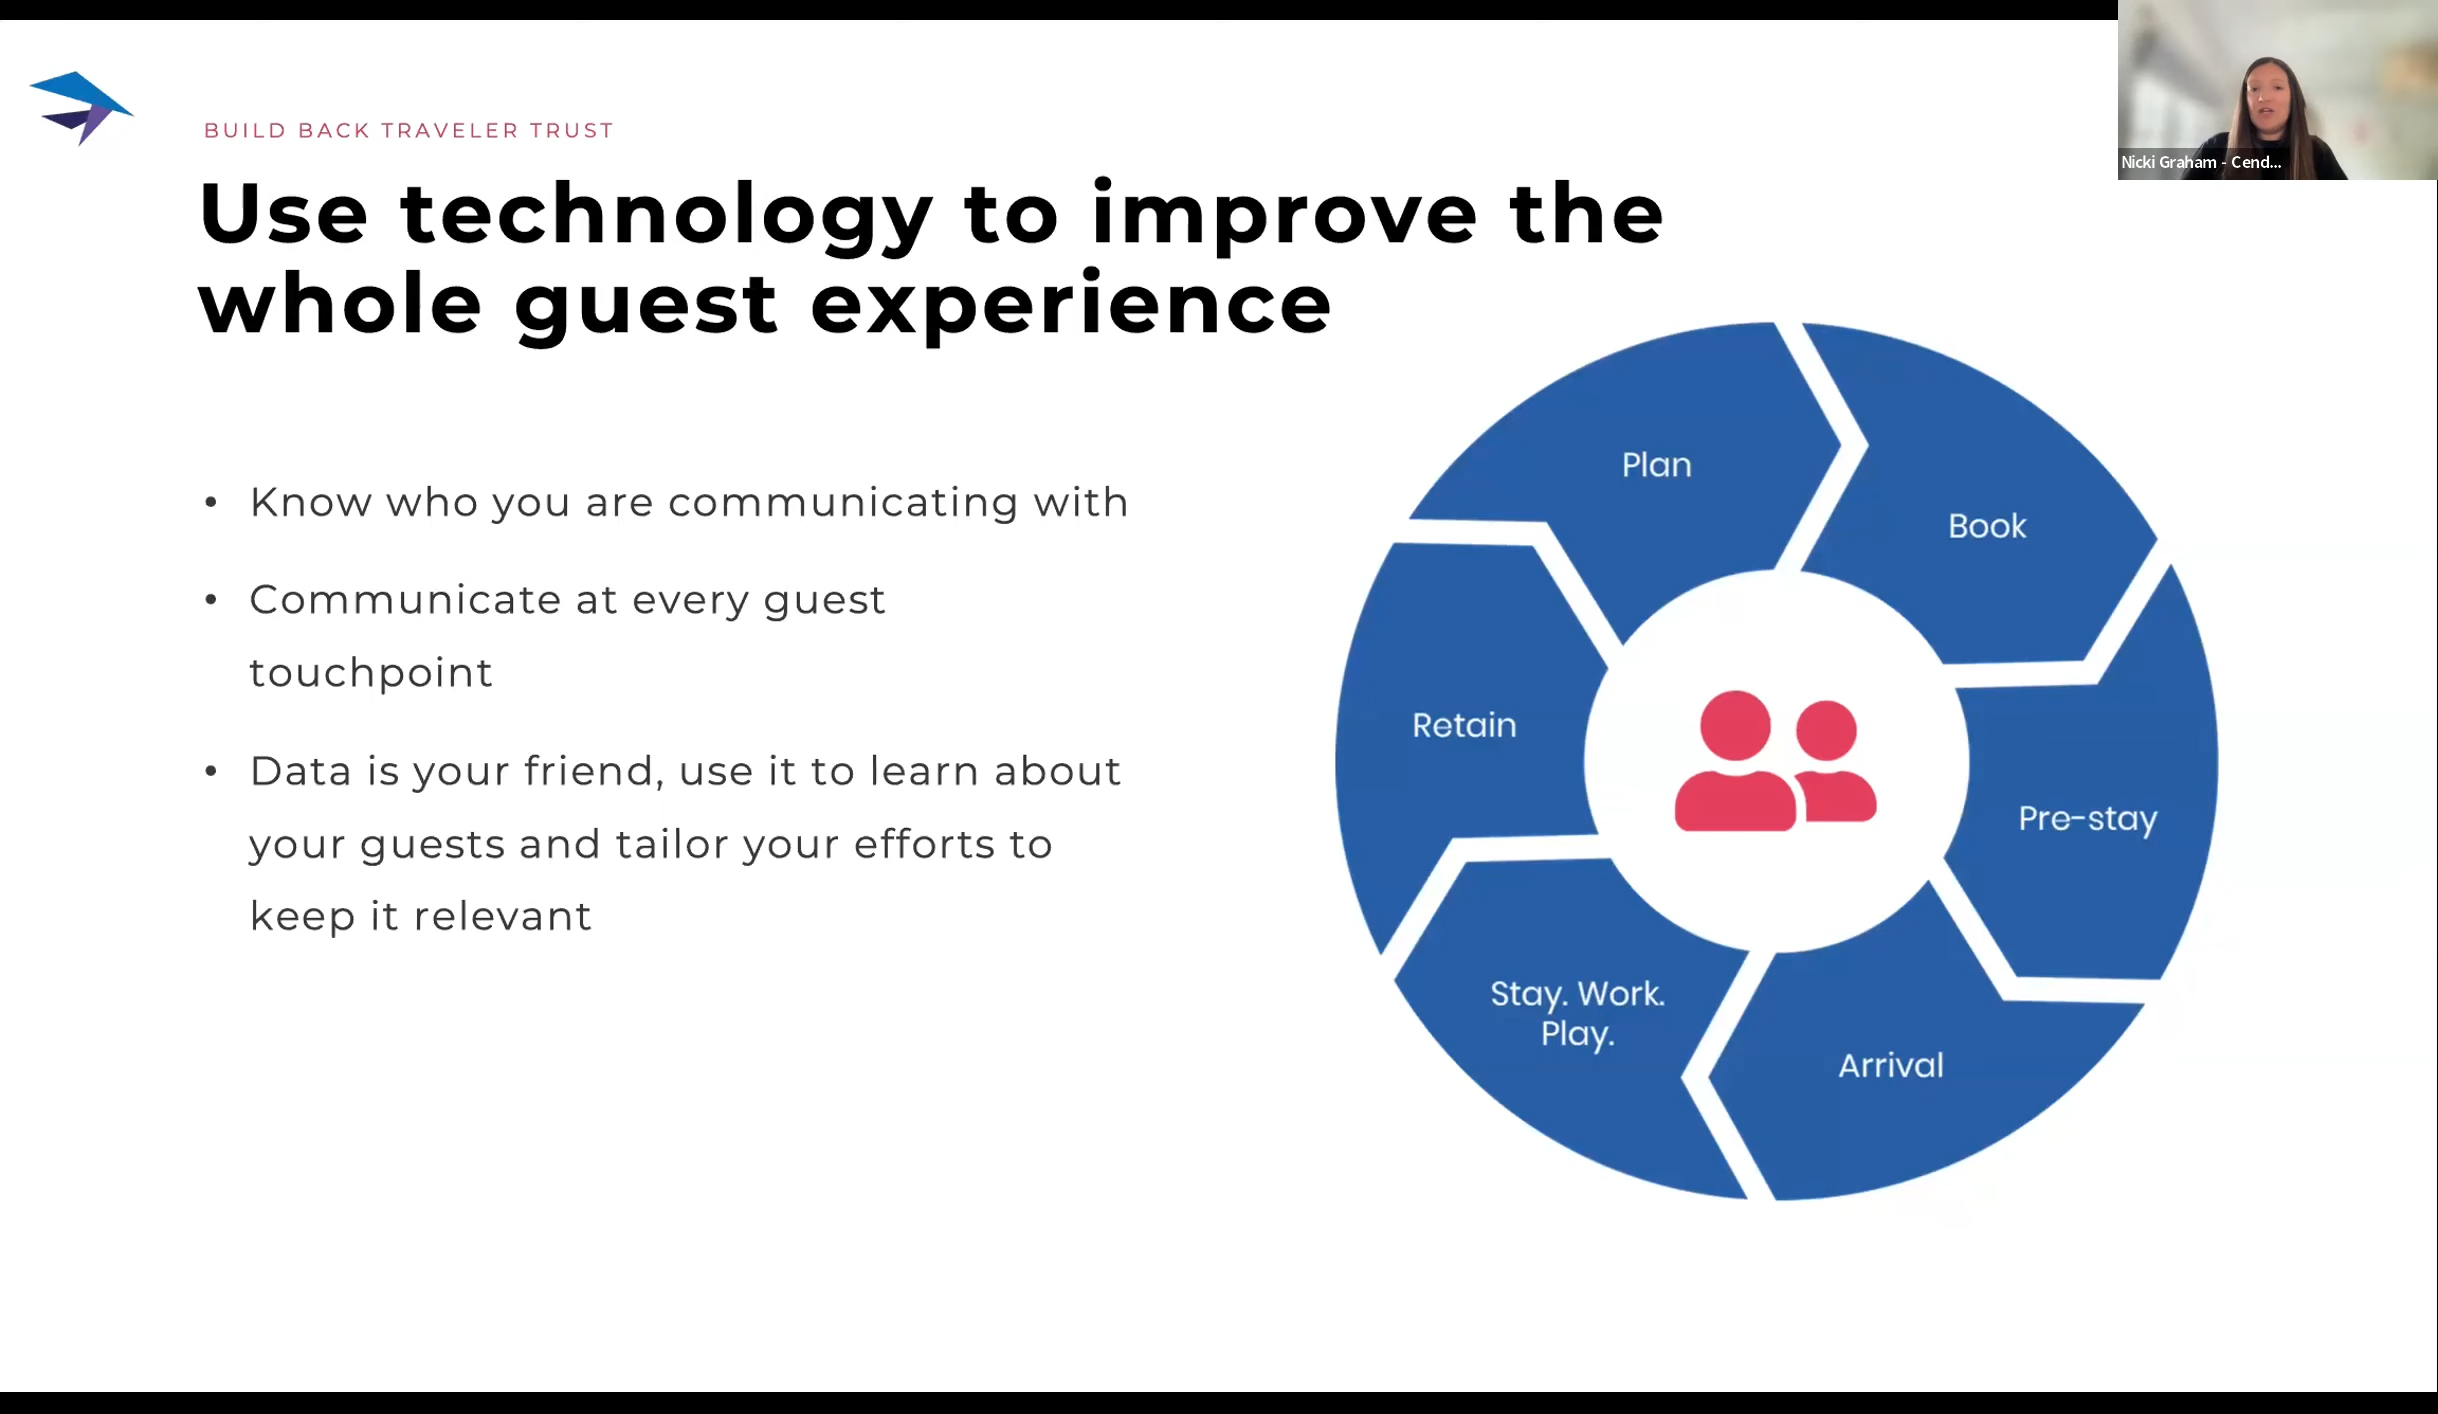 BUILD BACK TRAVELER TRUST
Use technology to improve the
whole guest experience
• Know who you are communicating with
• Communicate at every guest
touchpoint
• Data is your friend, use it to learn about
your guests and tailor your efforts to
keep it relevant
Plan
Book
Pre-stay
Arrival
Stay. Work.
Play.
Retain
Nicki Graham - Cend...